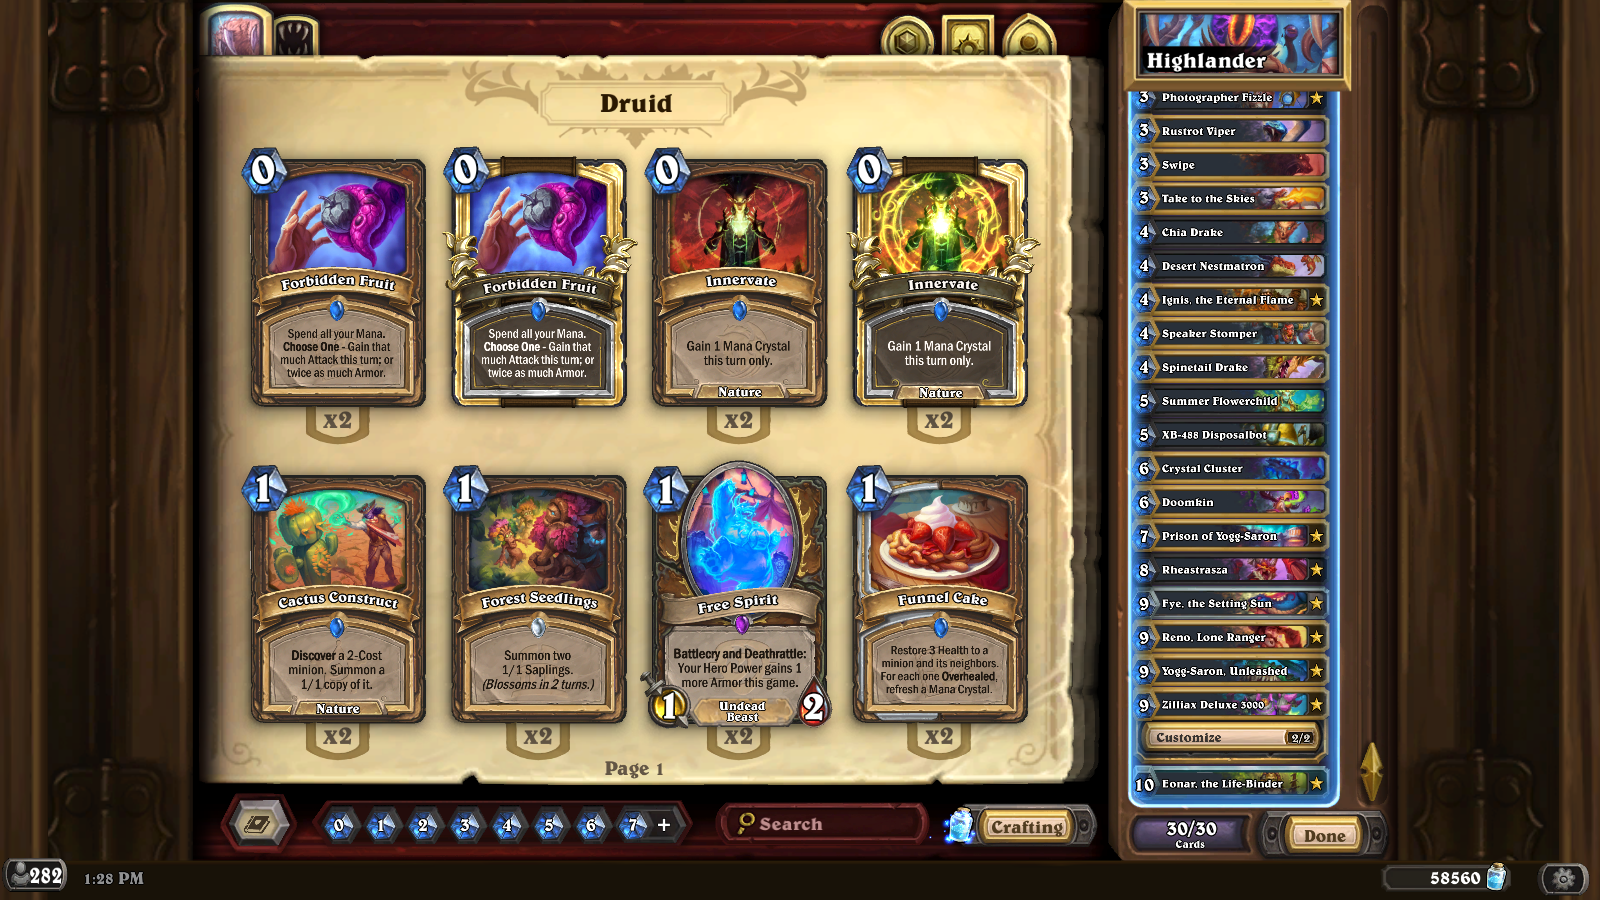 Druid
0
Forbidden Fruit
Spend all your Mana.
Choose One - Gain that
much Attack this turn; or
twice as much Armor.
x2
0
Forbidden Fruit
Spend all your Mana.
Choose One - Gain that
much Attack this turn; or
twice as much Armor.
0
Innervate
Gain 1 Mana Crystal
this turn only.
Nature
x2
0
Innervate
Gain 1 Mana Crystal
this turn only.
Nature
x2
1
Cactus Construct
Discover a 2-Cost
minion. Summon a
1/1 copy of it.
Nature
x2
1
Forest Seedlings
Summon two
1/1 Saplings.
(Blossoms in 2 turns.)
x2
1
Free Spirit
Battlecry and Deathrattle:
Your Hero Power gains 1
more Armor this game.
1
Undead
Beast
2
x2
1
Funnel Cake
Restore 3 Health to a
minion and its neighbors.
For each one Overhealed,
refresh a Mana Crystal.
x2
Page 1
0 1 2 3 4 5 6 7 +
Search
Crafting
Highlander
3 Photographer Fizzle
3 Rustrot Viper
3 Swipe
3 Take to the Skies
4 Chia Drake
4 Desert Nestmatron
4 Ignis, the Eternal Flame
4 Speaker Stomper
4 Spinetail Drake
5 Summer Flowerchild
5 XB-488 Disposalbot
6 Crystal Cluster
6 Doomkin
7 Prison of Yogg-Saron
8 Rheastrasza
9 Fye, the Setting Sun
9 Reno, Lone Ranger
9 Yogg-Saron, Unleashed
9 Zilliax Deluxe 3000
Customize 2/2
10 Eonar, the Life-Binder
30/30
Cards
Done
282
1:28 PM
58560